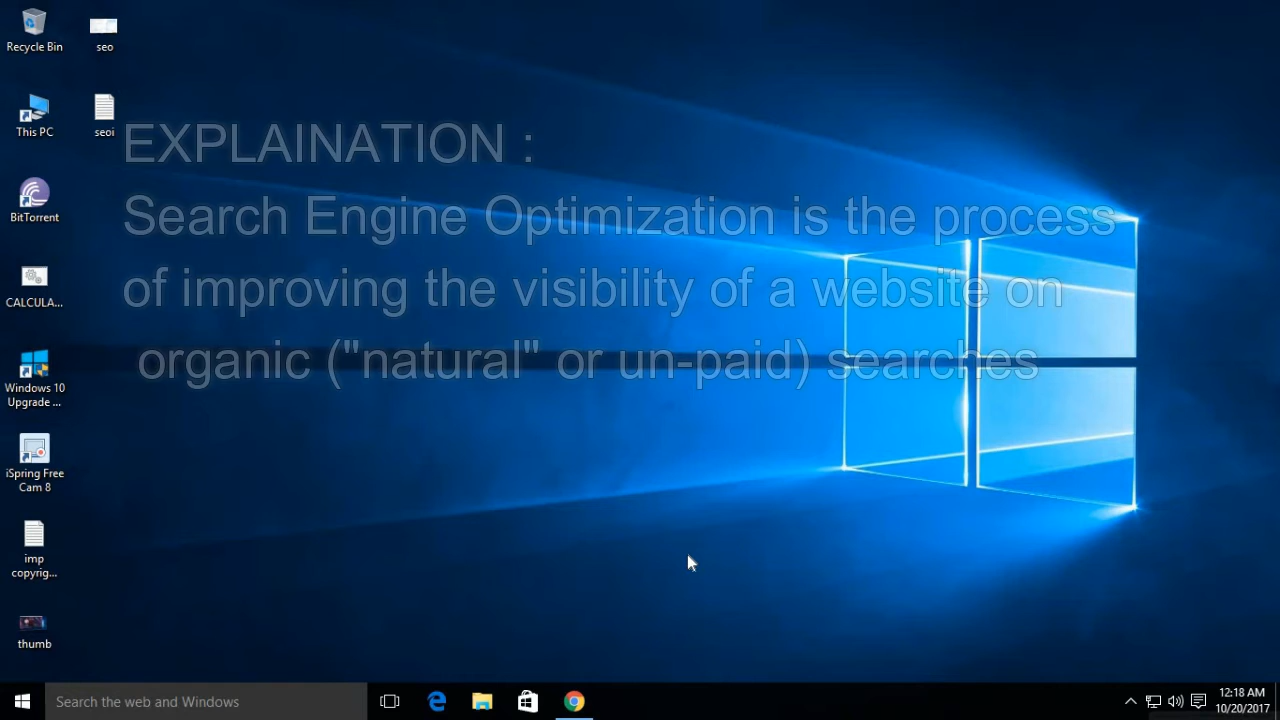 Recycle Bin
seo
This PC
seoi
EXPLAINATION :
Search Engine Optimization is the process
of improving the visibility of a website on
organic ("natural" or un-paid) searches
BitTorrent
CALCULA...
Windows 10
Upgrade ...
iSpring Free
Cam 8
imp
copyrig...
thumb
Search the web and Windows
12:18 AM
10/20/2017